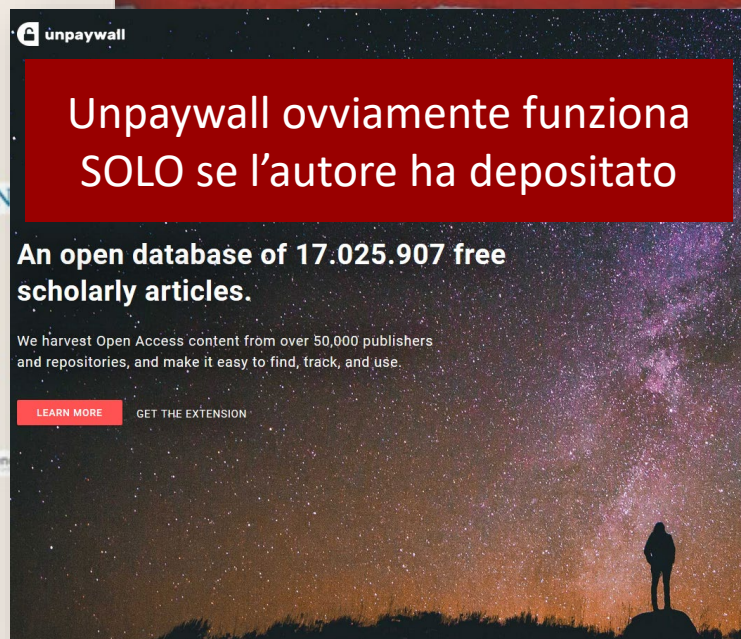 unpaywall
Unpaywall ovviamente funziona
SOLO se l’autore ha depositato
An open database of 17.025.907 free
scholarly articles.
We harvest Open Access content from over 50,000 publishers
and repositories, and make it easy to find, track, and use.
LEARN MORE GET THE EXTENSION